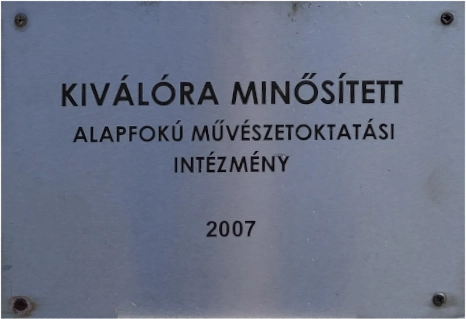 KIVÁLÓRA MINŐSÍTETT
ALAPFOKÚ MŰVÉSZETOKTATÁSI
INTÉZMÉNY
2007